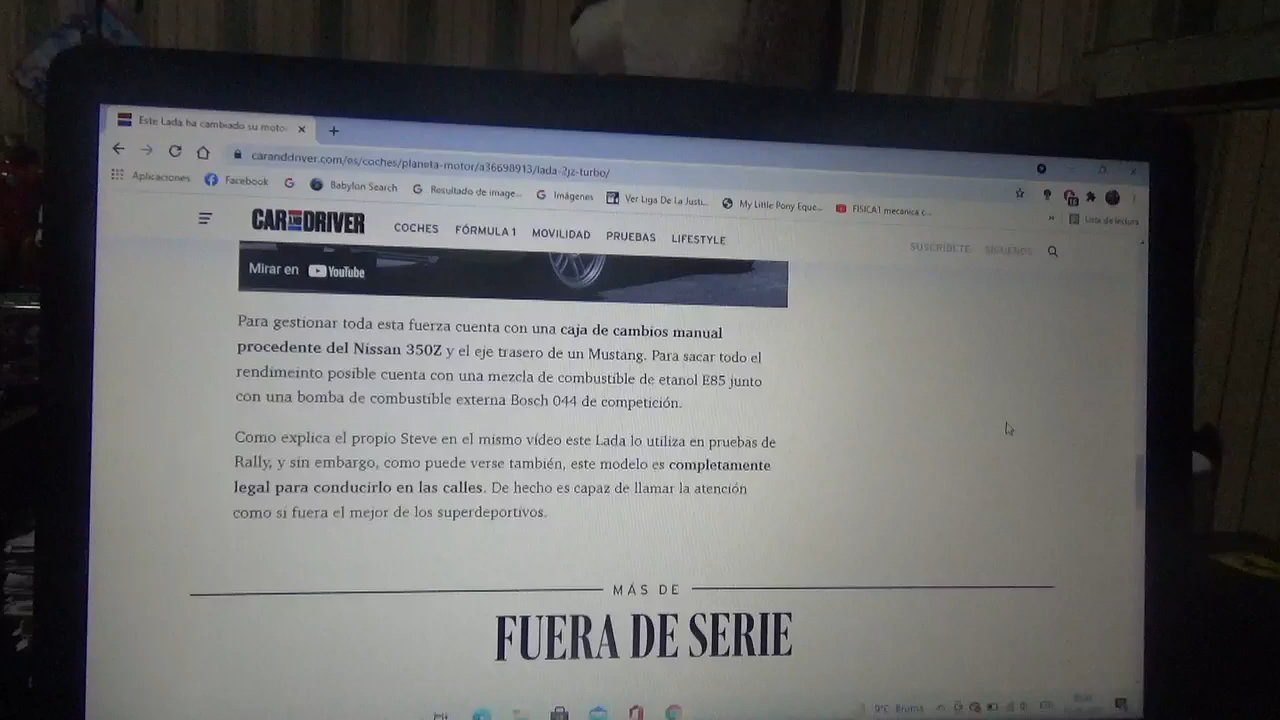 Este Lada ha cambiado su moto
caranddriver.com/es/coches/planeta-motor/a36698913/lada-2jz-turbo/
Aplicaciones Facebook Babylon Search Resultado de image... Imágenes Ver Liga De La Justi... My Little Pony Eque... FISICA1 mecánica c... »
Lista de lectura
CAR AND DRIVER COCHES FÓRMULA 1 MOVILIDAD PRUEBAS LIFESTYLE SUSCRÍBETE SÍGUENOS
Mirar en YouTube
Para gestionar toda esta fuerza cuenta con una caja de cambios manual
procedente del Nissan 350Z y el eje trasero de un Mustang. Para sacar todo el
rendimeinto posible cuenta con una mezcla de combustible de etanol E85 junto
con una bomba de combustible externa Bosch 044 de competición.
Como explica el propio Steve en el mismo vídeo este Lada lo utiliza en pruebas de
Rally, y sin embargo, como puede verse también, este modelo es completamente
legal para conducirlo en las calles. De hecho es capaz de llamar la atención
como si fuera el mejor de los superdeportivos.
MÁS DE
FUERA DE SERIE
0°C Bruma